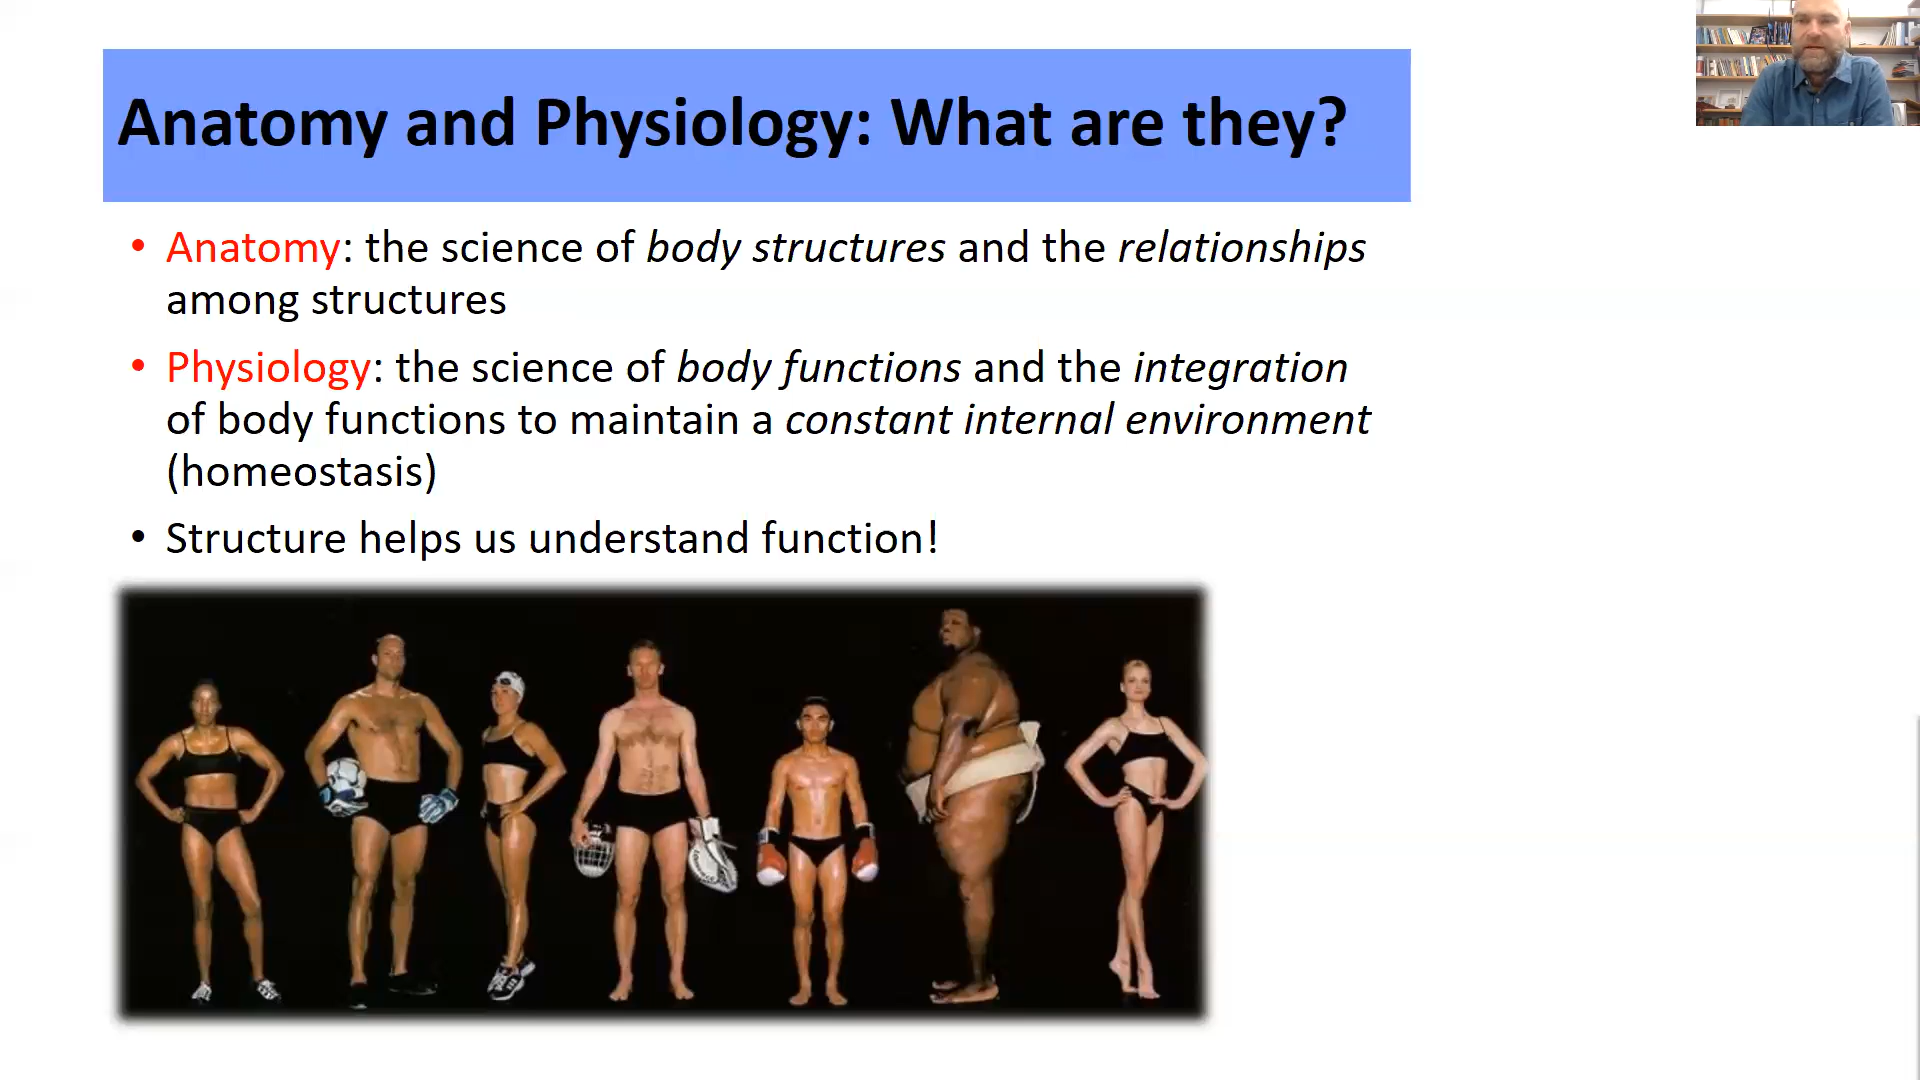 Anatomy and Physiology: What are they?
• Anatomy: the science of body structures and the relationships
among structures
• Physiology: the science of body functions and the integration
of body functions to maintain a constant internal environment
(homeostasis)
• Structure helps us understand function!